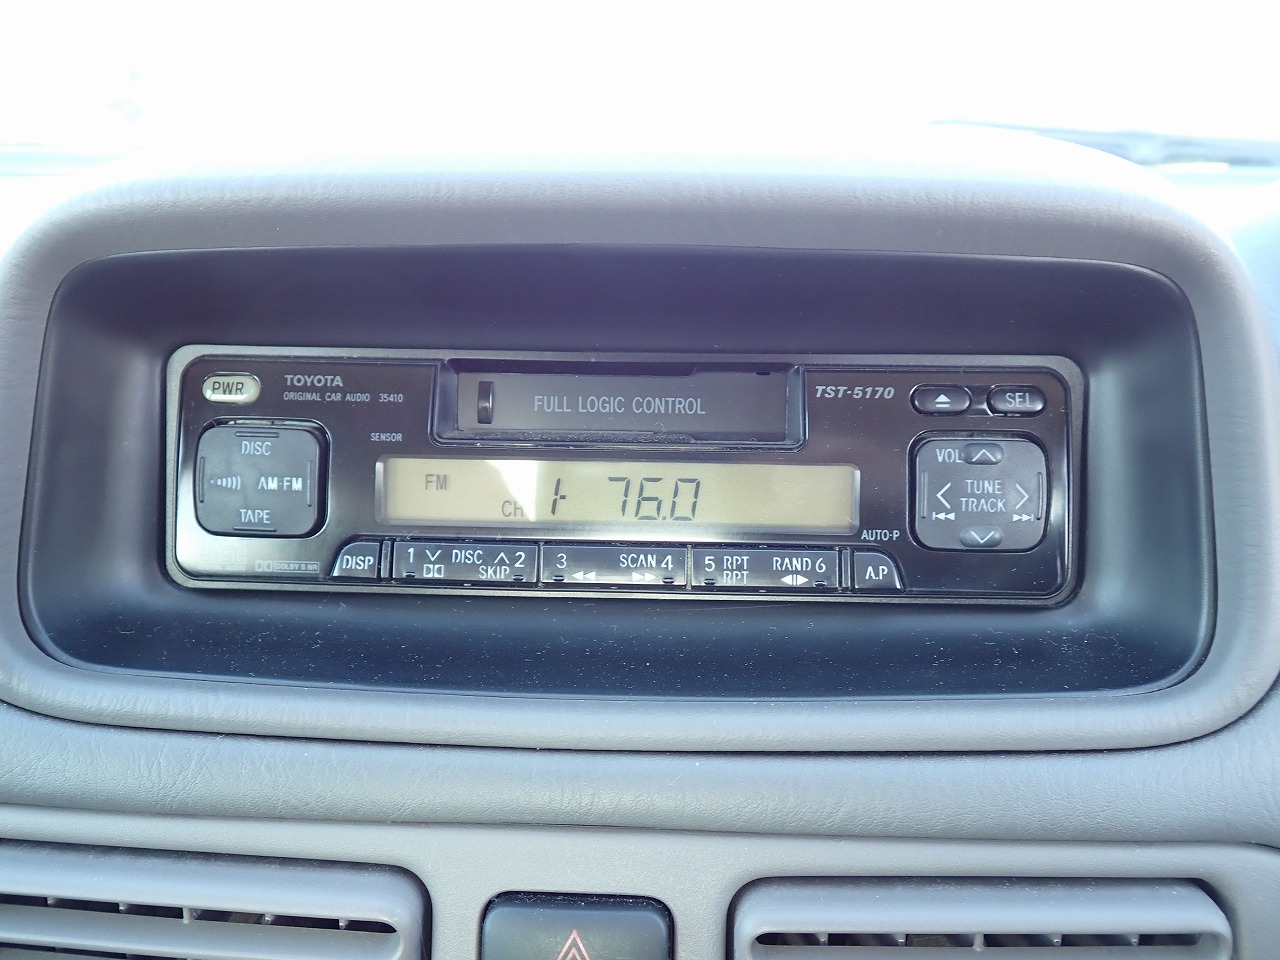 PWR
TOYOTA
ORIGINAL CAR AUDIO 35410
FULL LOGIC CONTROL
TST-5170
SEL
SENSOR
DISC
AM•FM
TAPE
FM
CH 1 76.0
VOL
TUNE
TRACK
AUTO-P
DOLBY B NR
DISP
1 DISC 2
SKIP
3 SCAN 4
5 RPT RAND 6
RPT
A.P